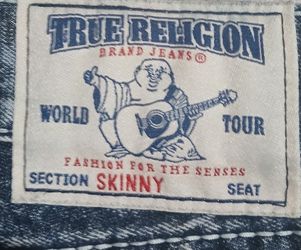 TRUE RELIGION
BRAND JEANS®
WORLD TOUR
FASHION FOR THE SENSES
SECTION SKINNY SEAT